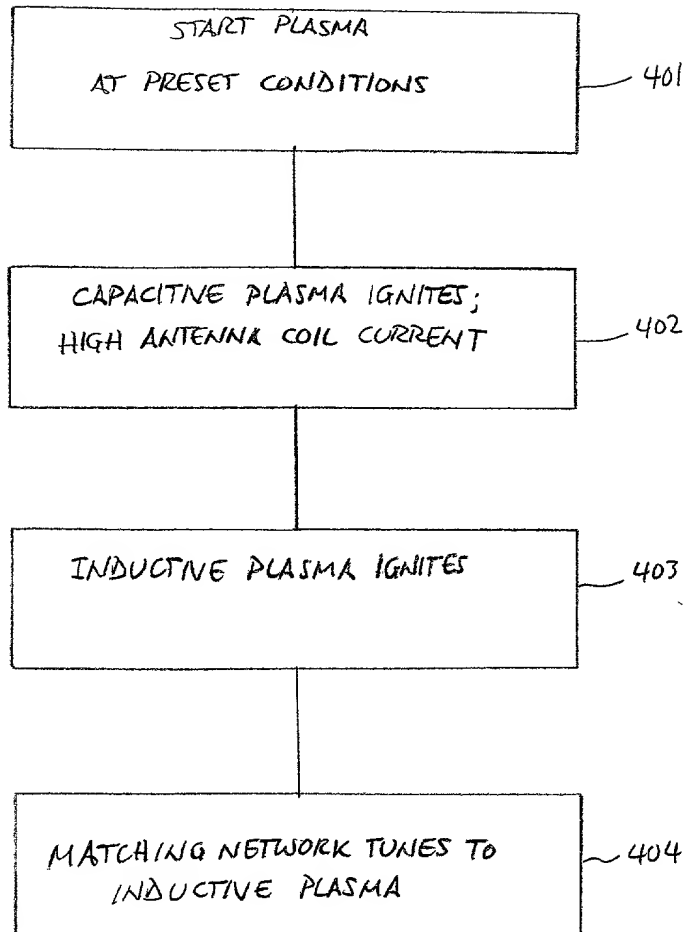 START PLASMA
AT PRESET CONDITIONS
401
CAPACITIVE PLASMA IGNITES;
HIGH ANTENNA COIL CURRENT
402
INDUCTIVE PLASMA IGNITES
403
MATCHING NETWORK TUNES TO
INDUCTIVE PLASMA
404